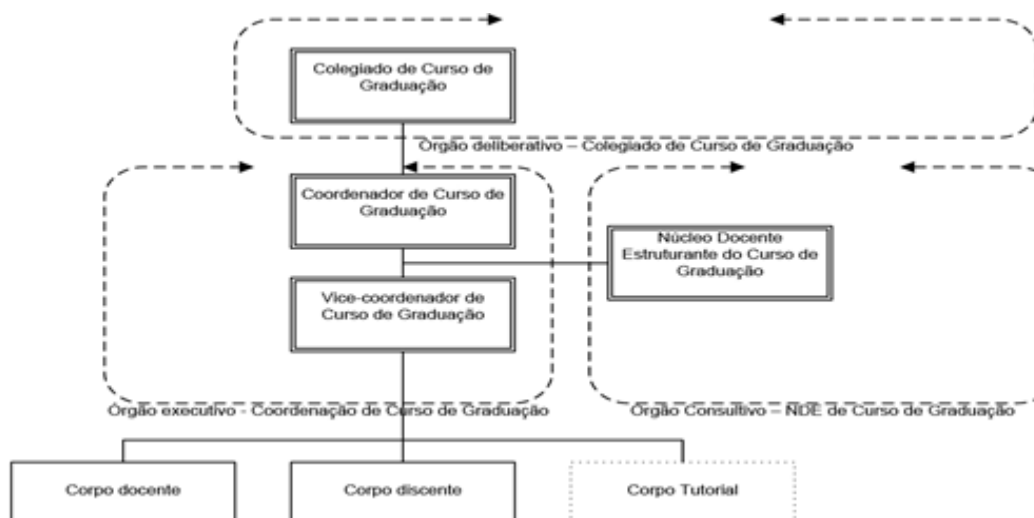 Colegiado de Curso de
Graduação
Órgão deliberativo – Colegiado de Curso de Graduação
Coordenador de Curso de
Graduação
Núcleo Docente
Estruturante do Curso de
Graduação
Vice-coordenador de
Curso de Graduação
Órgão executivo - Coordenação de Curso de Graduação
Órgão Consultivo – NDE de Curso de Graduação
Corpo docente
Corpo discente
Corpo Tutorial